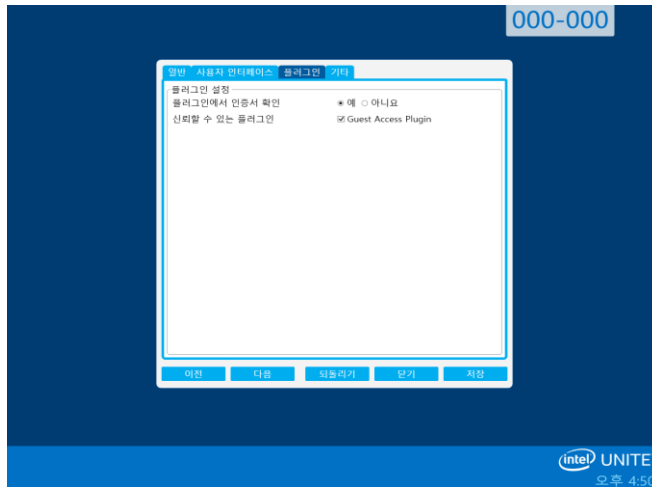 000-000
일반 사용자 인터페이스 플러그인 기타
플러그인 설정
플러그인에서 인증서 확인 예 아니요
신뢰할 수 있는 플러그인 Guest Access Plugin
이전 다음 되돌리기 닫기 저장
intel UNITE
오후 4:50